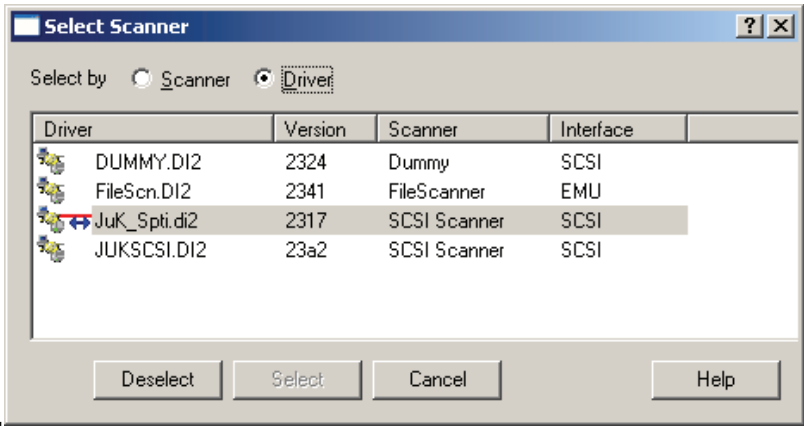 Select Scanner
Select by Scanner Driver
Driver Version Scanner Interface
DUMMY.DI2 2324 Dummy SCSI
FileScn.DI2 2341 FileScanner EMU
JuK_Spti.di2 2317 SCSI Scanner SCSI
JUKSCSI.DI2 23a2 SCSI Scanner SCSI
Deselect Select Cancel Help